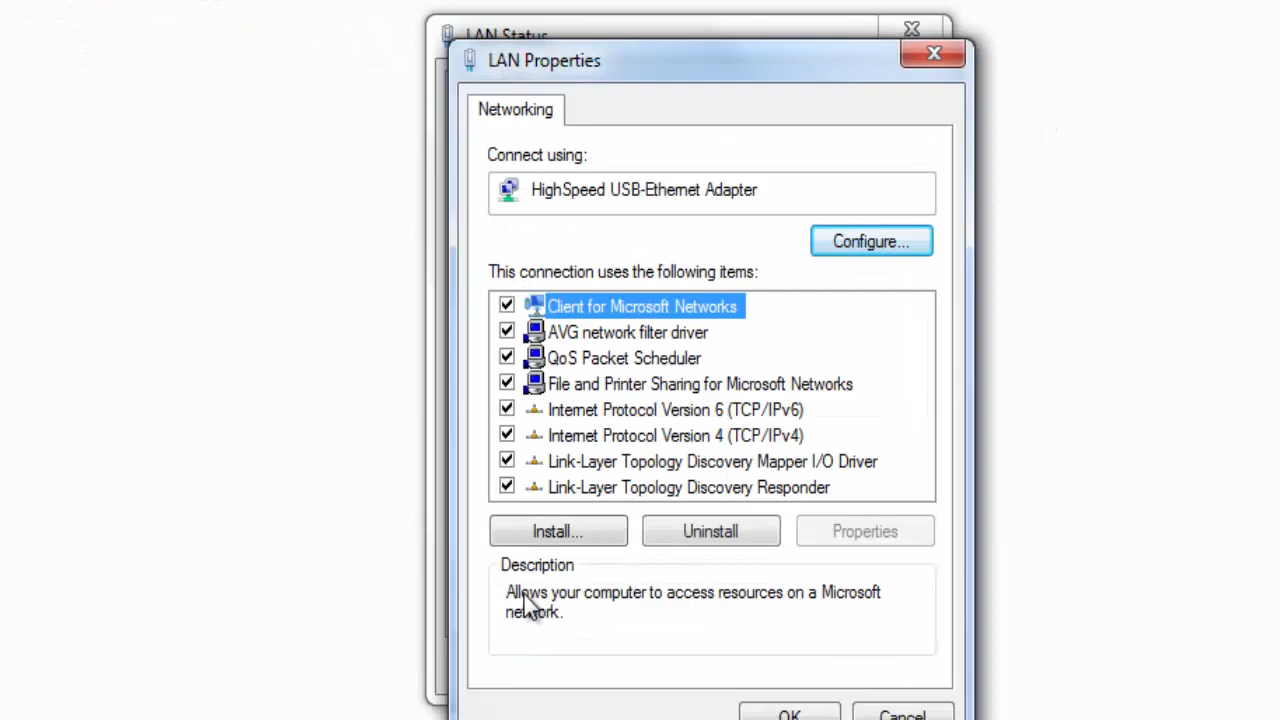 LAN Status
LAN Properties
Networking
Connect using:
HighSpeed USB-Ethernet Adapter
Configure...
This connection uses the following items:
Client for Microsoft Networks
AVG network filter driver
QoS Packet Scheduler
File and Printer Sharing for Microsoft Networks
Internet Protocol Version 6 (TCP/IPv6)
Internet Protocol Version 4 (TCP/IPv4)
Link-Layer Topology Discovery Mapper I/O Driver
Link-Layer Topology Discovery Responder
Install... Uninstall Properties
Description
Allows your computer to access resources on a Microsoft
network.
OK Cancel